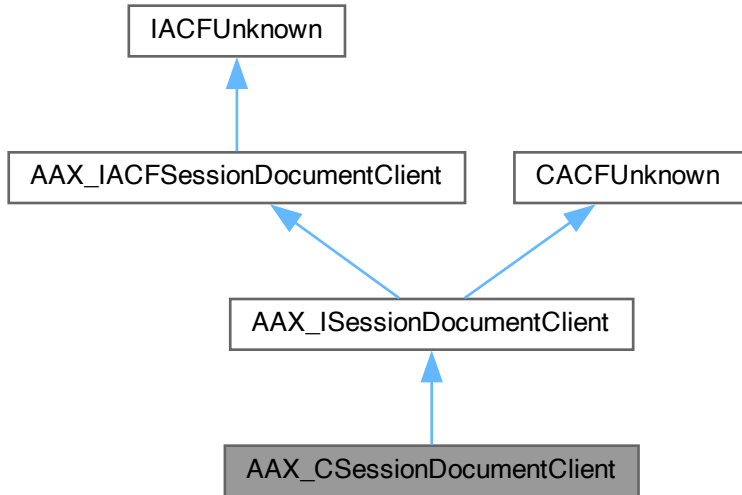 IACFUnknown
AAX_IACFSessionDocumentClient
CACFUnknown
AAX_ISessionDocumentClient
AAX_CSessionDocumentClient